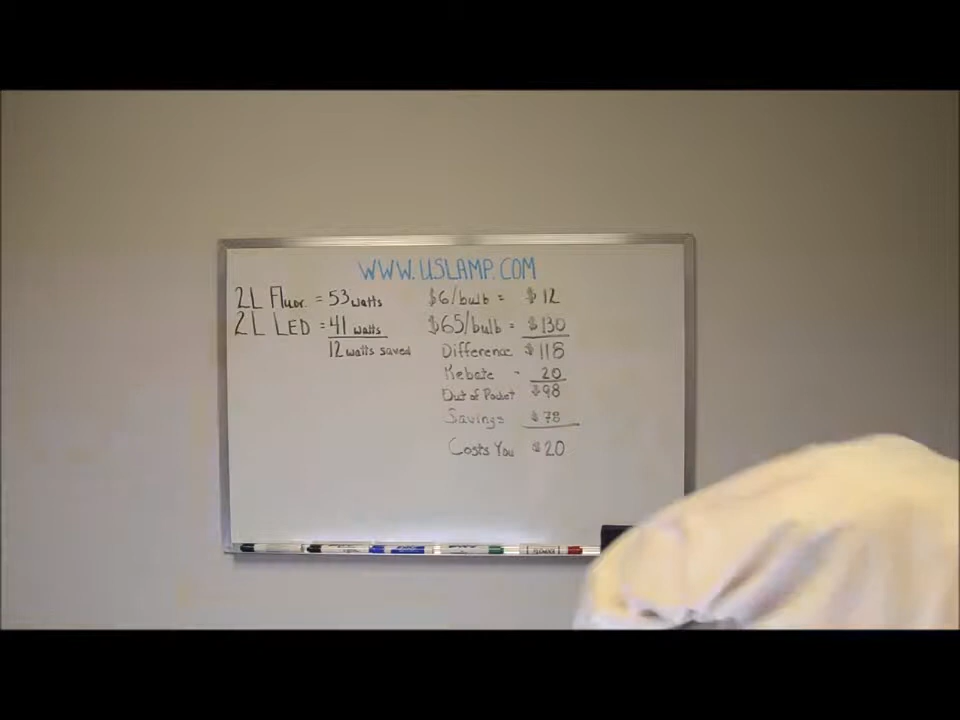 WWW.USLAMP.COM
2L Fluor. = 53 watts
2L LED = 41 watts
12 watts saved
$6/bulb = $12
$65/bulb = $130
Difference $118
Rebate - 20
Out of Pocket $98
Savings $78
Costs You $20